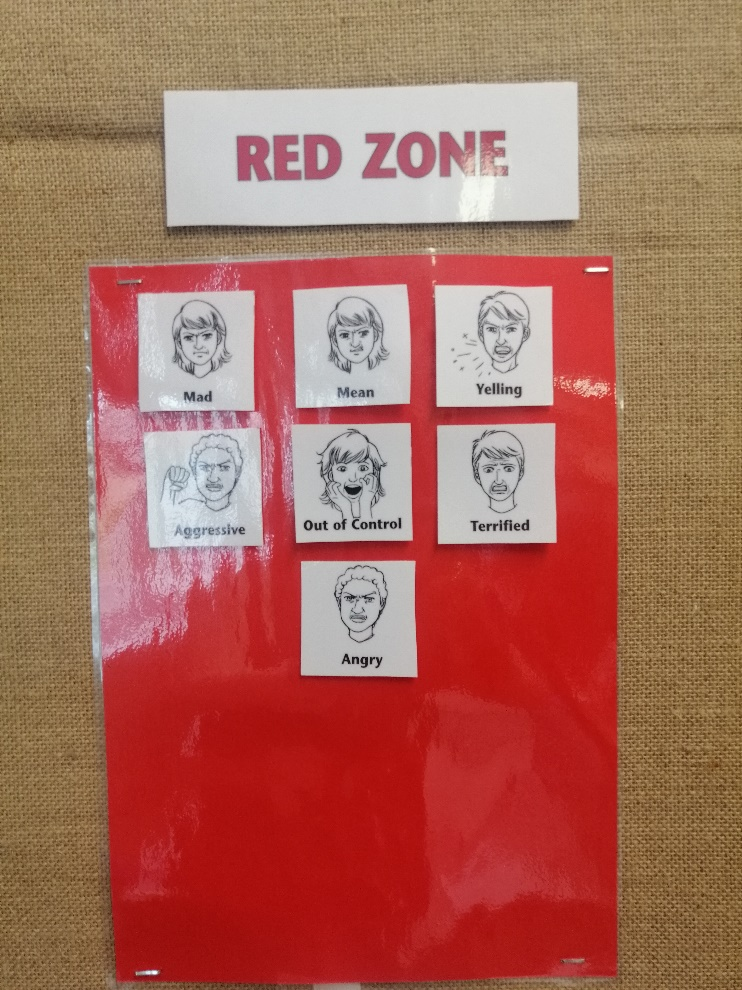 RED ZONE
Mad
Mean
Yelling
Aggressive
Out of Control
Terrified
Angry